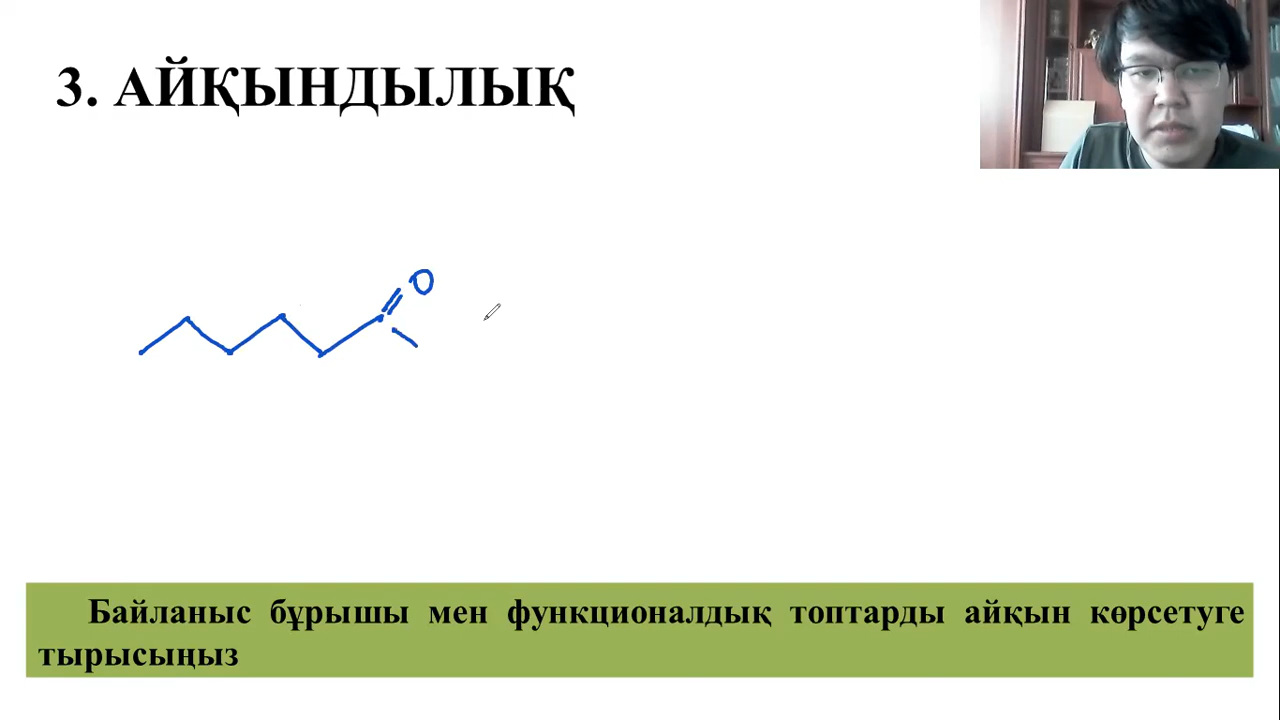 3. АЙҚЫНДЫЛЫҚ
O
Байланыс бұрышы мен функционалдық топтарды айқын көрсетуге
тырысыңыз